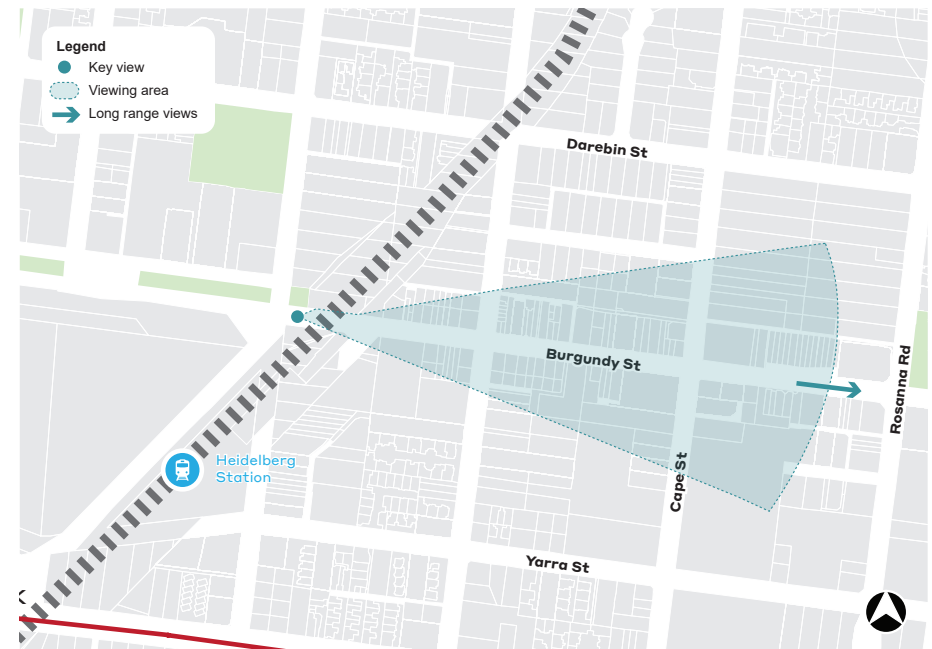 Legend
Key view
Viewing area
Long range views
Darebin St
Burgundy St
Rosanna Rd
Heidelberg
Station
Cape St
Yarra St